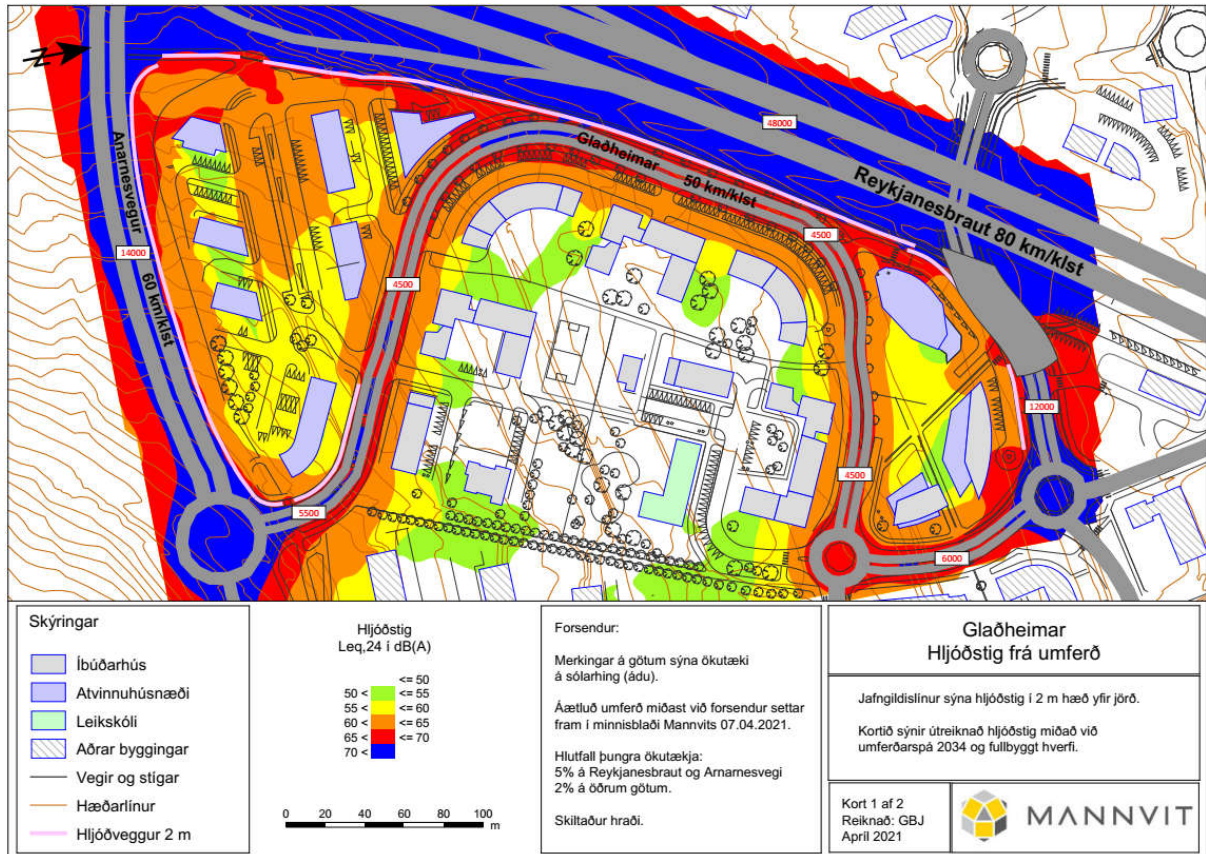 N
48000
Anarnesvegur
60 km/klst
14000
Glaðheimar
50 km/klst
4500
Reykjanesbraut 80 km/klst
4500
12000
4500
5500
6000
Skýringar
Íbúðarhús
Atvinnuhúsnæði
Leikskóli
Aðrar byggingar
Vegir og stígar
Hæðarlínur
Hljóðveggur 2 m
Hljóðstig
Leq,24 í dB(A)
<= 50
50 < <= 55
55 < <= 60
60 < <= 65
65 < <= 70
70 <
0 20 40 60 80 100
m
Forsendur:
Merkingar á götum sýna ökutæki
á sólarhing (ádu).
Áætluð umferð miðast við forsendur settar
fram í minnisblaði Mannvits 07.04.2021.
Hlutfall þungra ökutækja:
5% á Reykjanesbraut og Arnarnesvegi
2% á öðrum götum.
Skiltaður hraði.
Glaðheimar
Hljóðstig frá umferð
Jafngildislínur sýna hljóðstig í 2 m hæð yfir jörð.
Kortið sýnir útreiknað hljóðstig miðað við
umferðarspá 2034 og fullbyggt hverfi.
Kort 1 af 2
Reiknað: GBJ
April 2021
MANNVIT